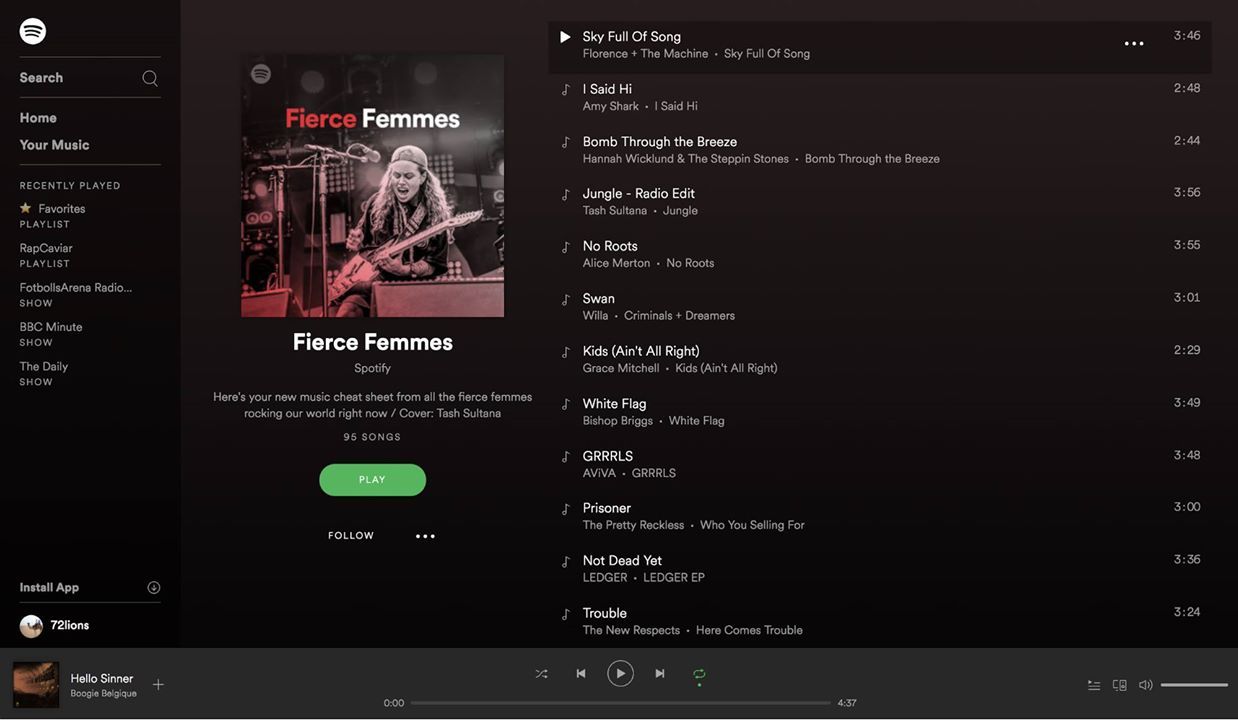 Search
Home
Your Music
RECENTLY PLAYED
Favorites
PLAYLIST
RapCaviar
PLAYLIST
FotbollsArena Radio...
SHOW
BBC Minute
SHOW
The Daily
SHOW
Install App
72lions
Fierce Femmes
Fierce Femmes
Spotify
Here's your new music cheat sheet from all the fierce femmes
rocking our world right now / Cover: Tash Sultana
95 SONGS
PLAY
FOLLOW
Sky Full Of Song 3:46
Florence + The Machine • Sky Full Of Song
I Said Hi 2:48
Amy Shark • I Said Hi
Bomb Through the Breeze 2:44
Hannah Wicklund & The Steppin Stones • Bomb Through the Breeze
Jungle - Radio Edit 3:56
Tash Sultana • Jungle
No Roots 3:55
Alice Merton • No Roots
Swan 3:01
Willa • Criminals + Dreamers
Kids (Ain't All Right) 2:29
Grace Mitchell • Kids (Ain't All Right)
White Flag 3:49
Bishop Briggs • White Flag
GRRRLS 3:48
AViVA • GRRRLS
Prisoner 3:00
The Pretty Reckless • Who You Selling For
Not Dead Yet 3:36
LEDGER • LEDGER EP
Trouble 3:24
The New Respects • Here Comes Trouble
Hello Sinner
Boogie Belgique
0:00 4:37